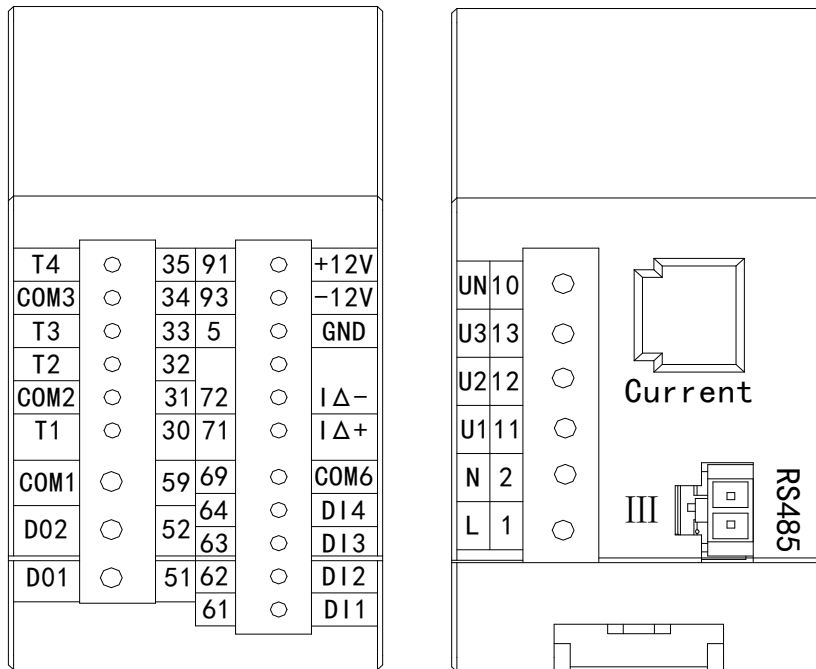 T4 35 91 +12V
COM3 34 93 -12V
T3 33 5 GND
T2 32
COM2 31 72 IΔ-
T1 30 71 IΔ+
COM1 59 69 COM6
64 DI4
DO2 52
63 DI3
DO1 51 62 DI2
61 DI1
UN 10
U3 13
U2 12
U1 11
N 2
L 1
Current
III
RS485